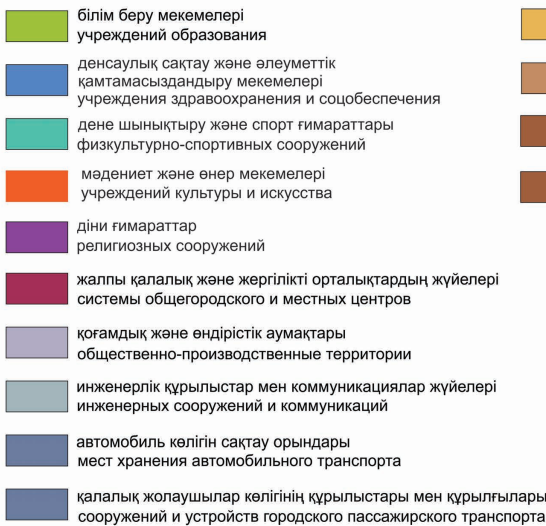 білім беру мекемелері
учреждений образования
денсаулық сақтау және әлеуметтік
қамтамасыздандыру мекемелері
учреждения здравоохранения и соцобеспечения
дене шынықтыру және спорт ғимараттары
физкультурно-спортивных сооружений
мәдениет және өнер мекемелері
учреждений культуры и искусства
діни ғимараттар
религиозных сооружений
жалпы қалалық және жергілікті орталықтардың жүйелері
системы общегородского и местных центров
қоғамдық және өндірістік аумақтары
общественно-производственные территории
инженерлік құрылыстар мен коммуникациялар жүйелері
инженерных сооружений и коммуникаций
автомобиль көлігін сақтау орындары
мест хранения автомобильного транспорта
қалалық жолаушылар көлігінің құрылыстары мен құрылғылары
сооружений и устройств городского пассажирского транспорта